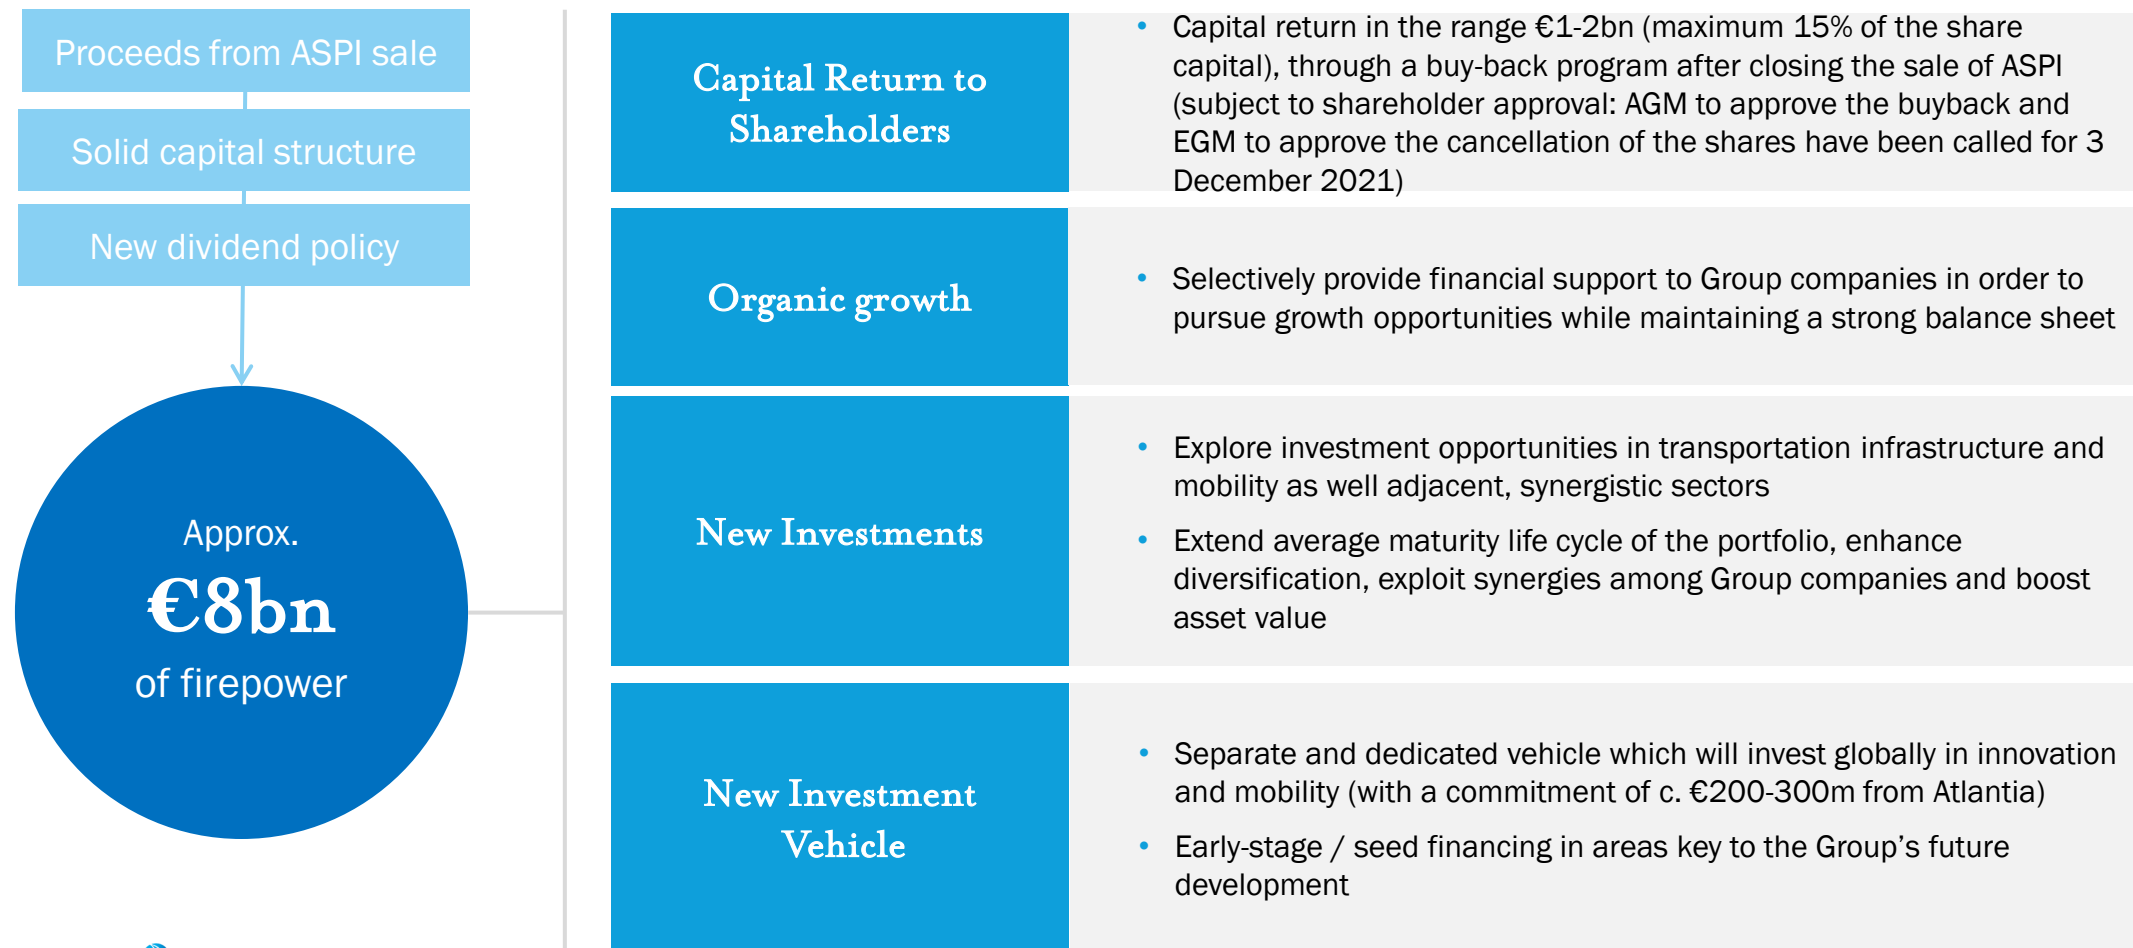 Proceeds from ASPI sale
Solid capital structure
New dividend policy
Approx.
€8bn
of firepower
Capital Return to
Shareholders
• Capital return in the range €1-2bn (maximum 15% of the share
capital), through a buy-back program after closing the sale of ASPI
(subject to shareholder approval: AGM to approve the buyback and
EGM to approve the cancellation of the shares have been called for 3
December 2021)
Organic growth
• Selectively provide financial support to Group companies in order to
pursue growth opportunities while maintaining a strong balance sheet
New Investments
• Explore investment opportunities in transportation infrastructure and
mobility as well adjacent, synergistic sectors
• Extend average maturity life cycle of the portfolio, enhance
diversification, exploit synergies among Group companies and boost
asset value
New Investment
Vehicle
• Separate and dedicated vehicle which will invest globally in innovation
and mobility (with a commitment of c. €200-300m from Atlantia)
• Early-stage / seed financing in areas key to the Group’s future
development